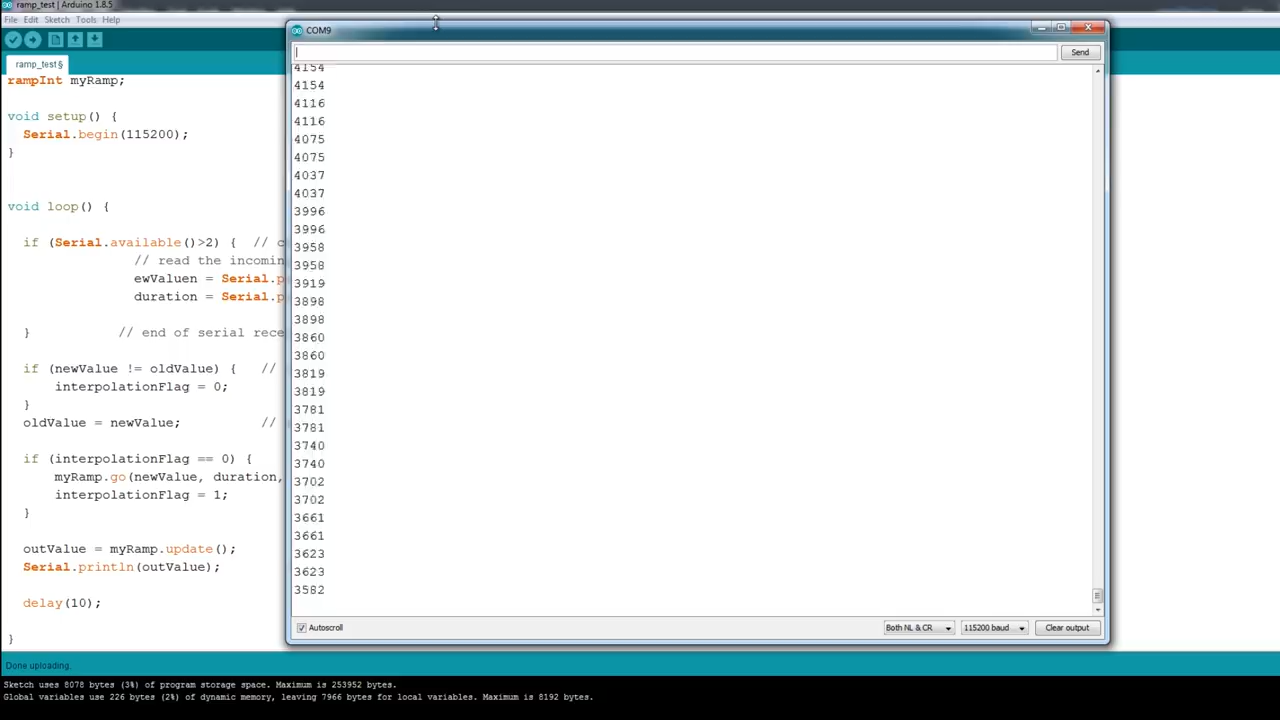 ramp_test | Arduino 1.8.5
File Edit Sketch Tools Help
ramp_test§
rampInt myRamp;
void setup() {
Serial.begin(115200);
}
void loop() {
if (Serial.available()>2) { // c
// read the incomin
ewValuen = Serial.p
duration = Serial.p
} // end of serial rece
if (newValue != oldValue) { //
interpolationFlag = 0;
}
oldValue = newValue; //
if (interpolationFlag == 0) {
myRamp.go(newValue, duration,
interpolationFlag = 1;
}
outValue = myRamp.update();
Serial.println(outValue);
delay(10);
}
COM9
Send
4154
4154
4116
4116
4075
4075
4037
4037
3996
3996
3958
3958
3919
3898
3898
3860
3860
3819
3819
3781
3781
3740
3740
3702
3702
3661
3661
3623
3623
3582
Autoscroll
Both NL & CR
115200 baud
Clear output
Done uploading.
Sketch uses 8078 bytes (3%) of program storage space. Maximum is 253952 bytes.
Global variables use 226 bytes (2%) of dynamic memory, leaving 7966 bytes for local variables. Maximum is 8192 bytes.